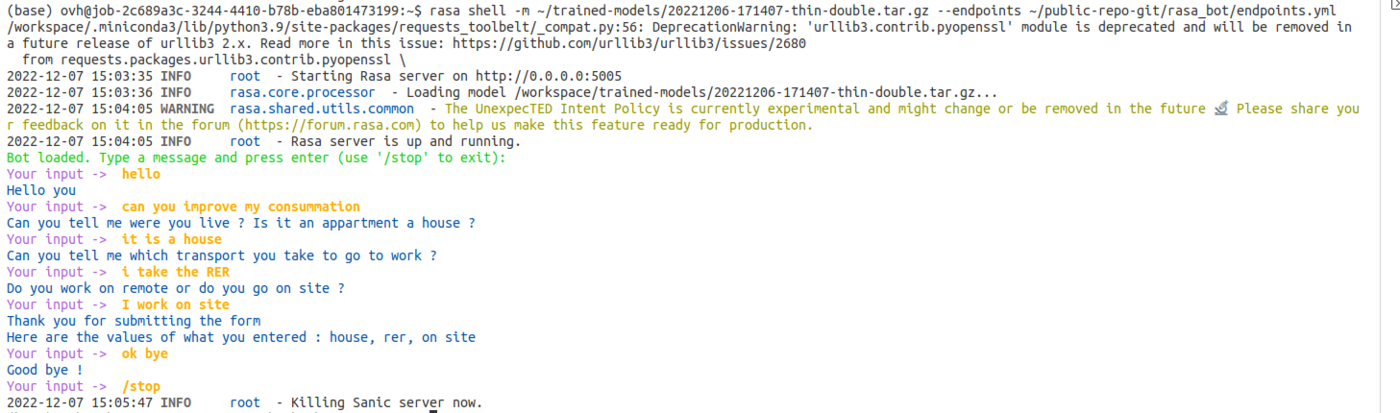 (base) ovh@job-2c689a3c-3244-4410-b78b-eba801473199:~$ rasa shell -m ~/trained-models/20221206-171407-thin-double.tar.gz --endpoints ~/public-repo-git/rasa_bot/endpoints.yml
/workspace/.miniconda3/lib/python3.9/site-packages/requests_toolbelt/_compat.py:56: DeprecationWarning: 'urllib3.contrib.pyopenssl' module is deprecated and will be removed in
a future release of urllib3 2.x. Read more in this issue: https://github.com/urllib3/urllib3/issues/2680
  from requests.packages.urllib3.contrib.pyopenssl \
2022-12-07 15:03:35 INFO     root  - Starting Rasa server on http://0.0.0.0:5005
2022-12-07 15:03:36 INFO     rasa.core.processor  - Loading model /workspace/trained-models/20221206-171407-thin-double.tar.gz...
2022-12-07 15:04:05 WARNING  rasa.shared.utils.common  - The UnexpecTED Intent Policy is currently experimental and might change or be removed in the future 🔬 Please share you
r feedback on it in the forum (https://forum.rasa.com) to help us make this feature ready for production.
2022-12-07 15:04:05 INFO     root  - Rasa server is up and running.
Bot loaded. Type a message and press enter (use '/stop' to exit):
Your input ->  hello
Hello you
Your input ->  can you improve my consummation
Can you tell me were you live ? Is it an appartment a house ?
Your input ->  it is a house
Can you tell me which transport you take to go to work ?
Your input ->  i take the RER
Do you work on remote or do you go on site ?
Your input ->  I work on site
Thank you for submitting the form
Here are the values of what you entered : house, rer, on site
Your input ->  ok bye
Good bye !
Your input ->  /stop
2022-12-07 15:05:47 INFO     root  - Killing Sanic server now.